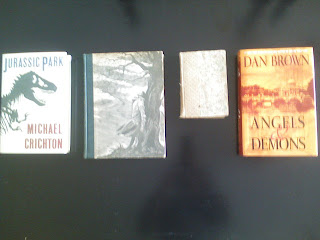 JURASSIC PARK
MICHAEL
CRICHTON
DAN BROWN
ANGELS
&
DEMONS